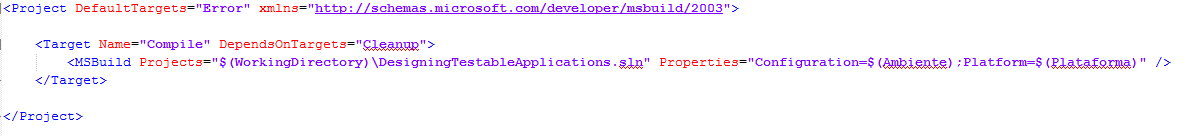 <Project DefaultTargets="Error" xmlns="http://schemas.microsoft.com/developer/msbuild/2003">
<Target Name="Compile" DependsOnTargets="Cleanup">
<MSBuild Projects="$(WorkingDirectory)\DesigningTestableApplications.sln" Properties="Configuration=$(Ambiente);Platform=$(Plataforma)" />
</Target>
</Project>